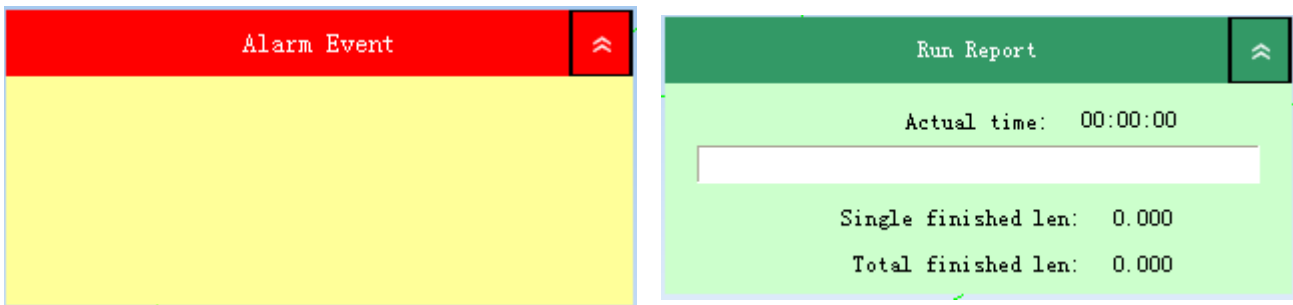 Alarm Event
Run Report
Actual time: 00:00:00
Single finished len: 0.000
Total finished len: 0.000